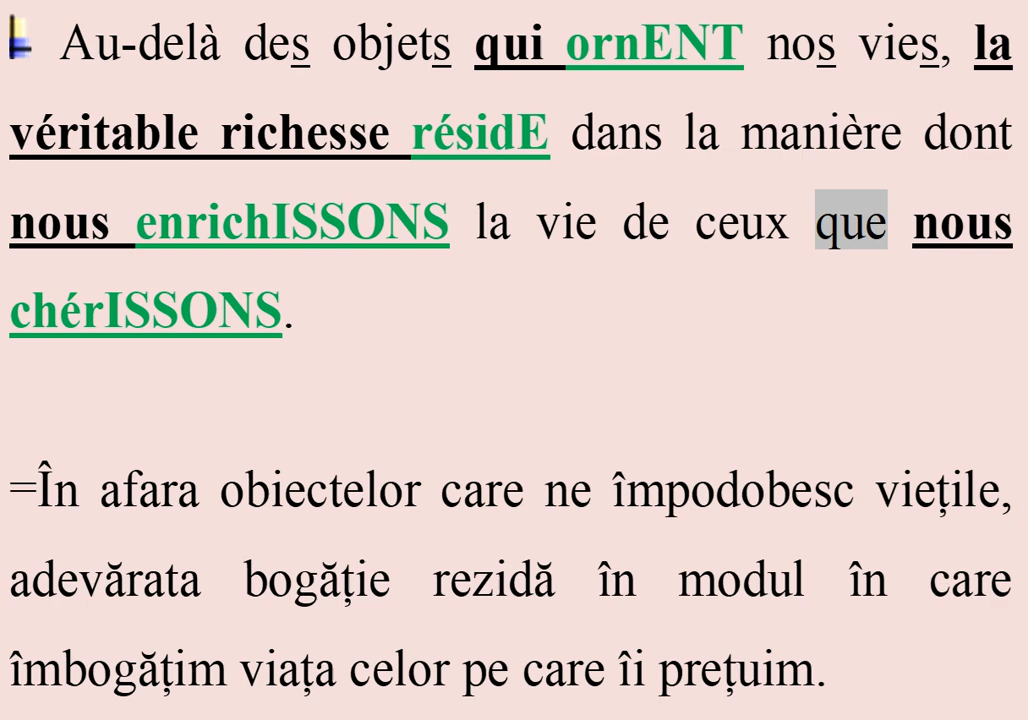 Au-delà des objets qui ornENT nos vies, la
véritable richesse résidE dans la manière dont
nous enrichISSONS la vie de ceux que nous
chérISSONS.
=În afara obiectelor care ne împodobesc viețile,
adevărata bogăție rezidă în modul în care
îmbogățim viața celor pe care îi prețuim.